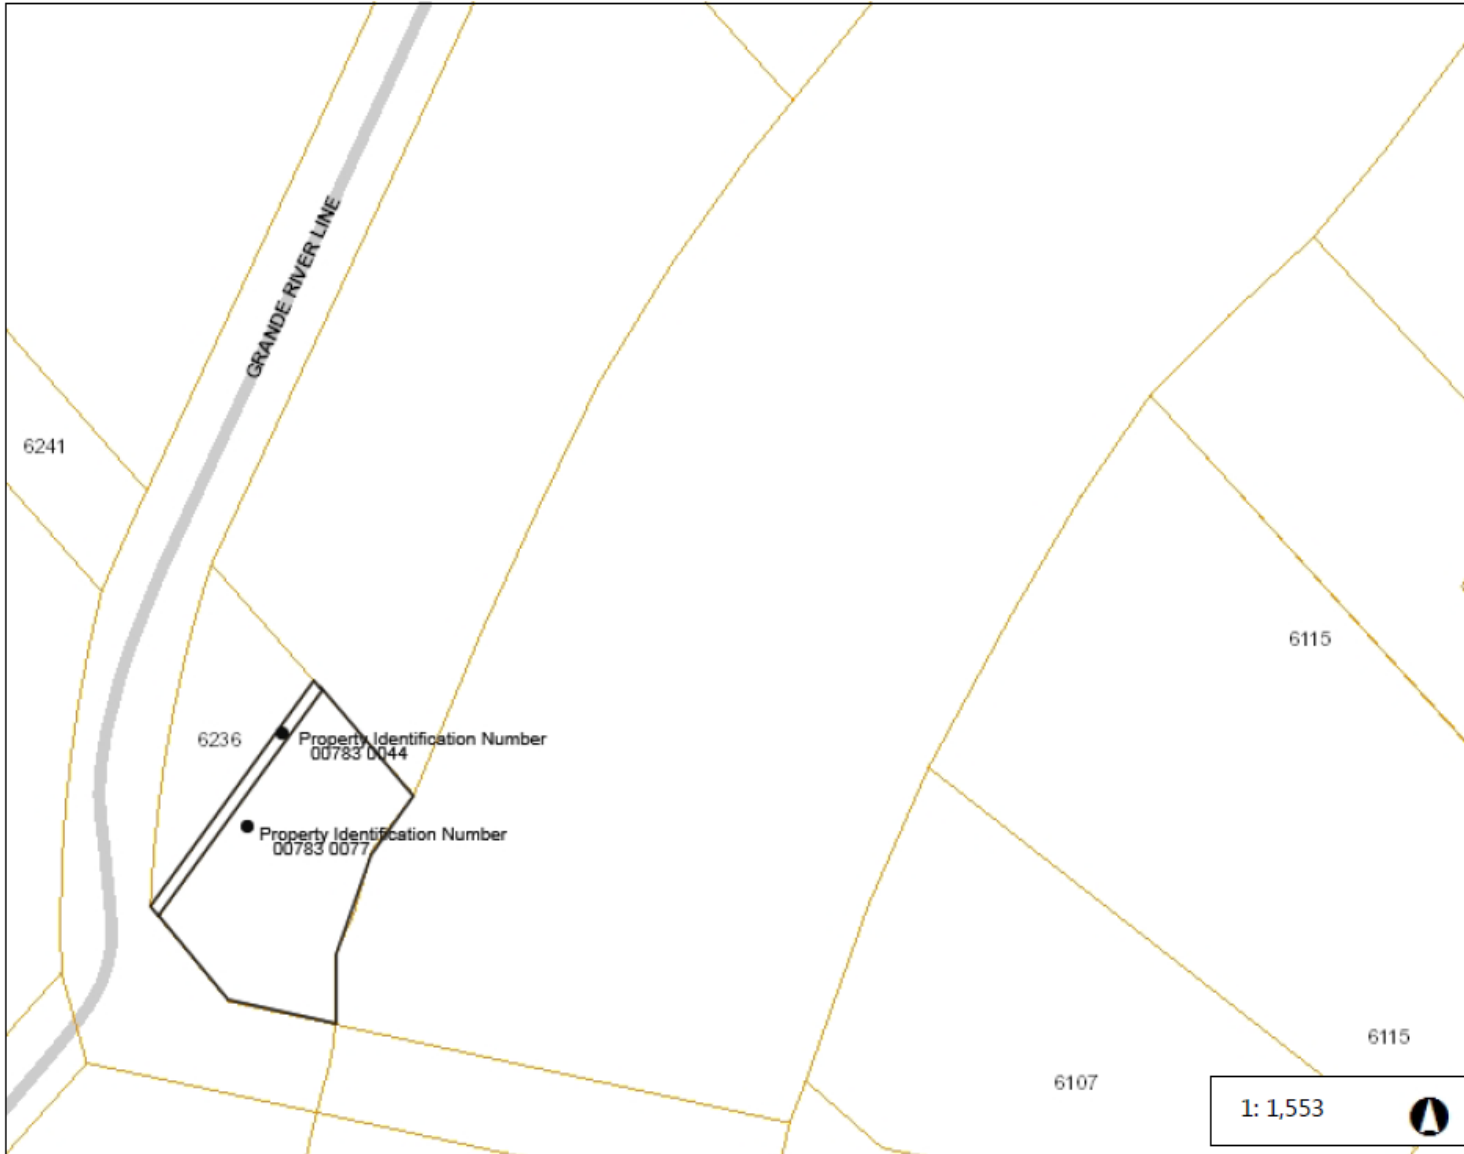 GRANDE RIVER LINE
6241
6115
6236
Property Identification Number
00783 0044
Property Identification Number
00783 0077
6115
6107
1: 1,553